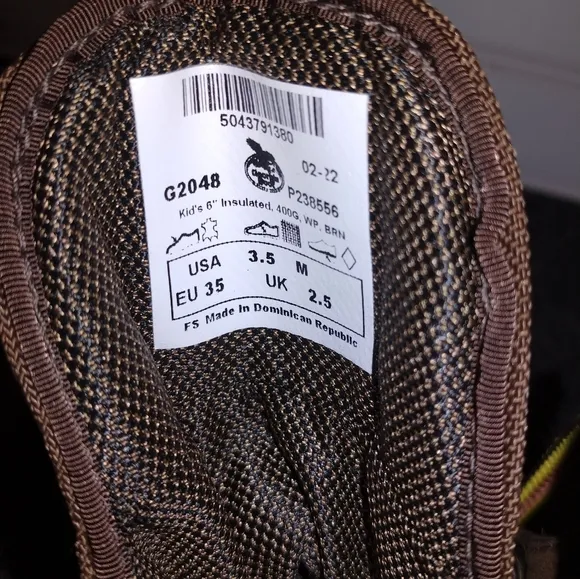 5043791380
02-22
G2048
P238556
Kid's 6" Insulated, 400G, WP, BRN
USA 3.5 M
EU 35 UK 2.5
FS Made In Dominican Republic